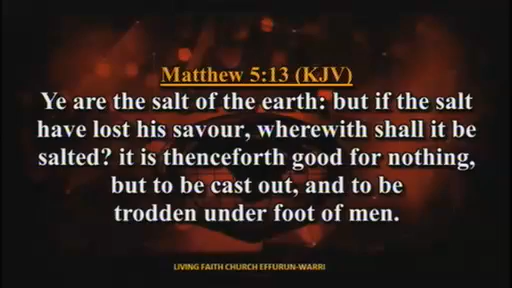 Matthew 5:13 (KJV)
Ye are the salt of the earth: but if the salt
have lost his savour, wherewith shall it be
salted? it is thenceforth good for nothing,
but to be cast out, and to be
trodden under foot of men.
LIVING FAITH CHURCH EFFURUN-WARRI